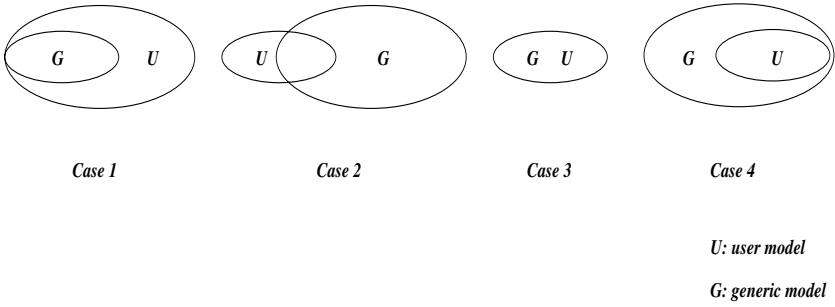 G U U G G U G U
Case 1 Case 2 Case 3 Case 4
U: user model
G: generic model